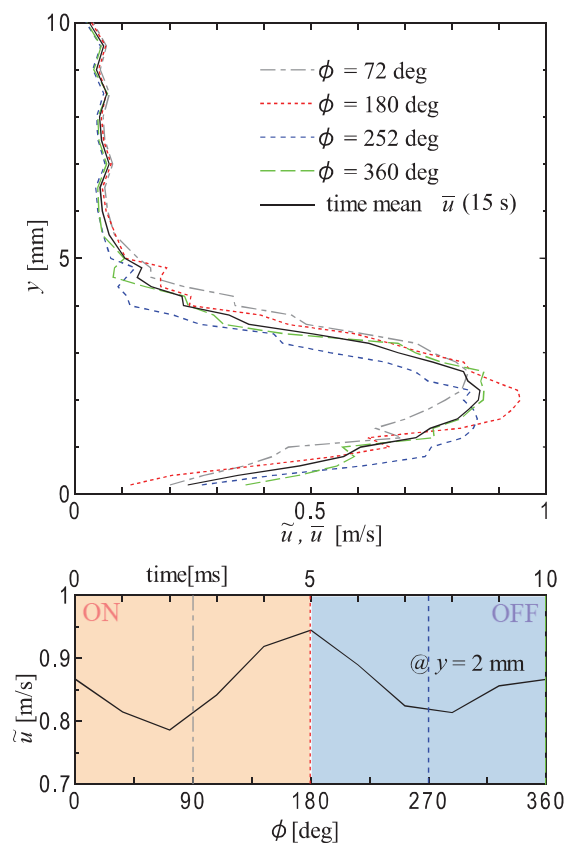 10
ϕ = 72 deg
ϕ = 180 deg
ϕ = 252 deg
ϕ = 360 deg
time mean u̅ (15 s)
y [mm]
5
0
0
0.5
1
ũ , u̅ [m/s]
0
time[ms]
5
10
1
ON
OFF
0.9
@ y = 2 mm
ũ [m/s]
0.8
0.7
0
90
180
270
360
ϕ [deg]